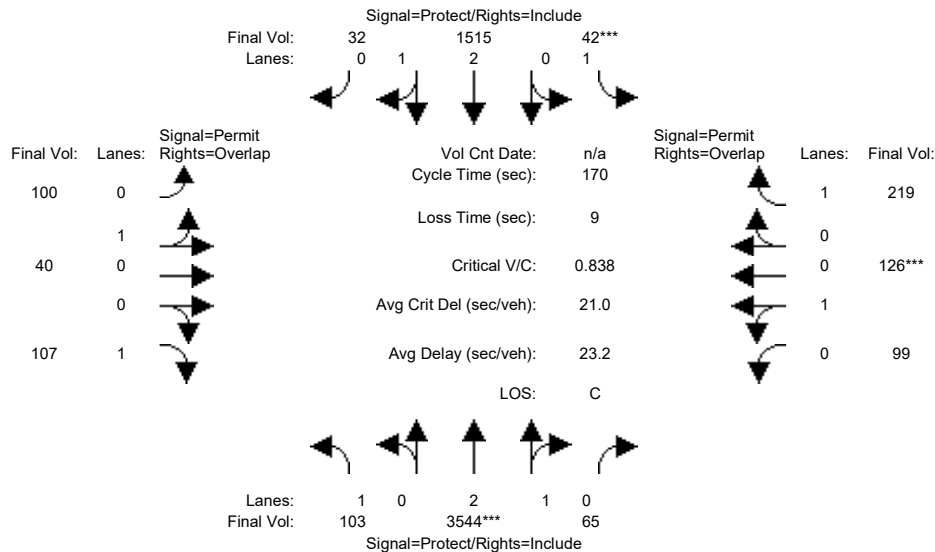 Signal=Protect/Rights=Include
Final Vol: 32 1515 42***
Lanes: 0 1 2 0 1
Signal=Permit Signal=Permit
Final Vol: Lanes: Rights=Overlap Vol Cnt Date: n/a Rights=Overlap Lanes: Final Vol:
Cycle Time (sec): 170
100 0 1 219
Loss Time (sec): 9
1 0
40 0 Critical V/C: 0.838 0 126***
0 Avg Crit Del (sec/veh): 21.0 1
107 1 Avg Delay (sec/veh): 23.2 0 99
LOS: C
Lanes: 1 0 2 1 0
Final Vol: 103 3544*** 65
Signal=Protect/Rights=Include